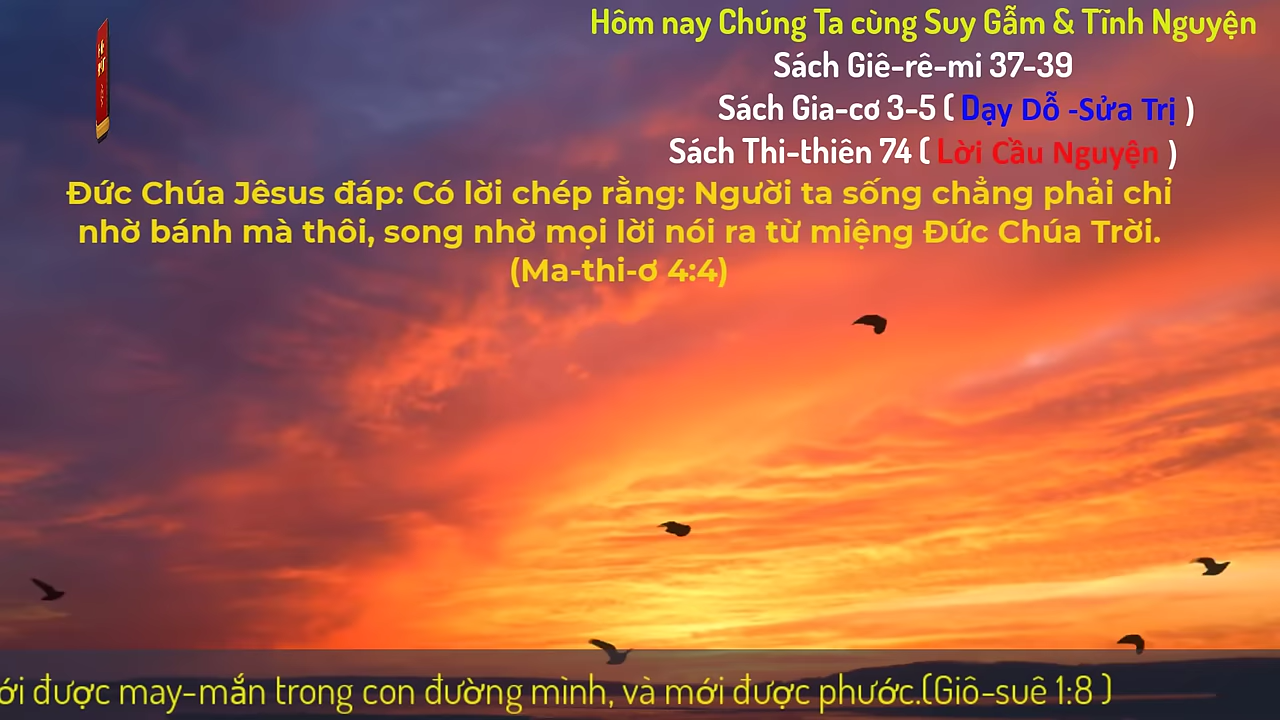 Hôm nay Chúng Ta cùng Suy Gẫm & Tĩnh Nguyện
Sách Giê-rê-mi 37-39
Sách Gia-cơ 3-5 ( Dạy Dỗ -Sửa Trị )
Sách Thi-thiên 74 ( Lời Cầu Nguyện )
Đức Chúa Jêsus đáp: Có lời chép rằng: Người ta sống chẳng phải chỉ
nhờ bánh mà thôi, song nhờ mọi lời nói ra từ miệng Đức Chúa Trời.
(Ma-thi-ơ 4:4)
ới được may-mắn trong con đường mình, và mới được phước.(Giô-suê 1:8 )